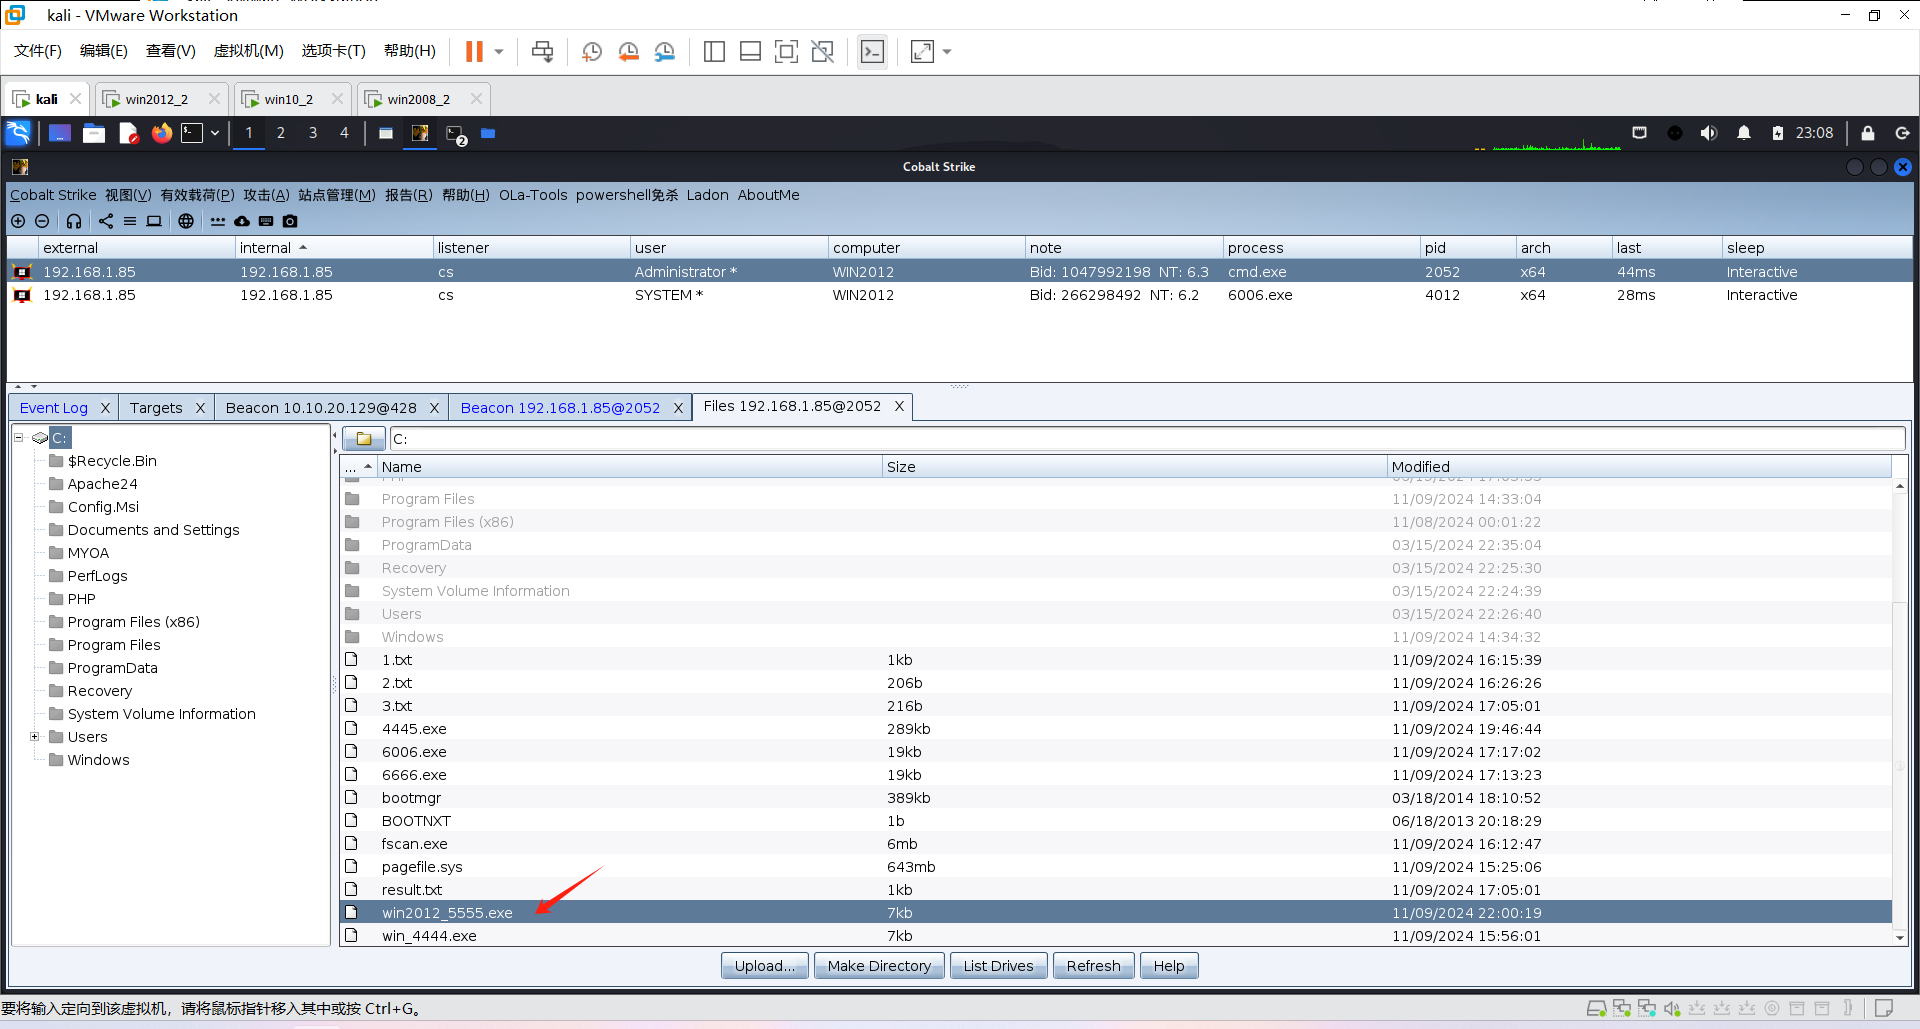 kali - VMware Workstation
文件(F) 编辑(E) 查看(V) 虚拟机(M) 选项卡(T) 帮助(H)
kali win2012_2 win10_2 win2008_2
1 2 3 4 2 23:08
Cobalt Strike
Cobalt Strike 视图(V) 有效载荷(P) 攻击(A) 站点管理(M) 报告(R) 帮助(H) OLa-Tools powershell免杀 Ladon AboutMe
external internal listener user computer note process pid arch last sleep
192.168.1.85 192.168.1.85 cs Administrator * WIN2012 Bid: 1047992198 NT: 6.3 cmd.exe 2052 x64 44ms Interactive
192.168.1.85 192.168.1.85 cs SYSTEM * WIN2012 Bid: 266298492 NT: 6.2 6006.exe 4012 x64 28ms Interactive
Event Log X Targets X Beacon 10.10.20.129@428 X Beacon 192.168.1.85@2052 X Files 192.168.1.85@2052 X
C:
$Recycle.Bin
Apache24
Config.Msi
Documents and Settings
MYOA
PerfLogs
PHP
Program Files (x86)
Program Files
ProgramData
Recovery
System Volume Information
Users
Windows
C:
... Name Size Modified
Program Files 11/09/2024 14:33:04
Program Files (x86) 11/08/2024 00:01:22
ProgramData 03/15/2024 22:35:04
Recovery 03/15/2024 22:25:30
System Volume Information 03/15/2024 22:24:39
Users 03/15/2024 22:26:40
Windows 11/09/2024 14:34:32
1.txt 1kb 11/09/2024 16:15:39
2.txt 206b 11/09/2024 16:26:26
3.txt 216b 11/09/2024 17:05:01
4445.exe 289kb 11/09/2024 19:46:44
6006.exe 19kb 11/09/2024 17:17:02
6666.exe 19kb 11/09/2024 17:13:23
bootmgr 389kb 03/18/2014 18:10:52
BOOTNXT 1b 06/18/2013 20:18:29
fscan.exe 6mb 11/09/2024 16:12:47
pagefile.sys 643mb 11/09/2024 15:25:06
result.txt 1kb 11/09/2024 17:05:01
win2012_5555.exe 7kb 11/09/2024 22:00:19
win_4444.exe 7kb 11/09/2024 15:56:01
Upload... Make Directory List Drives Refresh Help
要将输入定向到该虚拟机，请将鼠标指针移入其中或按 Ctrl+G。